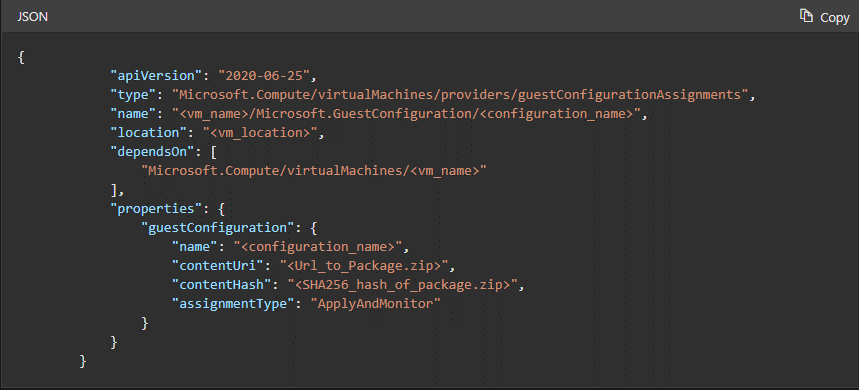 JSON
Copy
{
"apiVersion": "2020-06-25",
"type": "Microsoft.Compute/virtualMachines/providers/guestConfigurationAssignments",
"name": "<vm_name>/Microsoft.GuestConfiguration/<configuration_name>",
"location": "<vm_location>",
"dependsOn": [
"Microsoft.Compute/virtualMachines/<vm_name>"
],
"properties": {
"guestConfiguration": {
"name": "<configuration_name>",
"contentUri": "<Url_to_Package.zip>",
"contentHash": "<SHA256_hash_of_package.zip>",
"assignmentType": "ApplyAndMonitor"
}
}
}